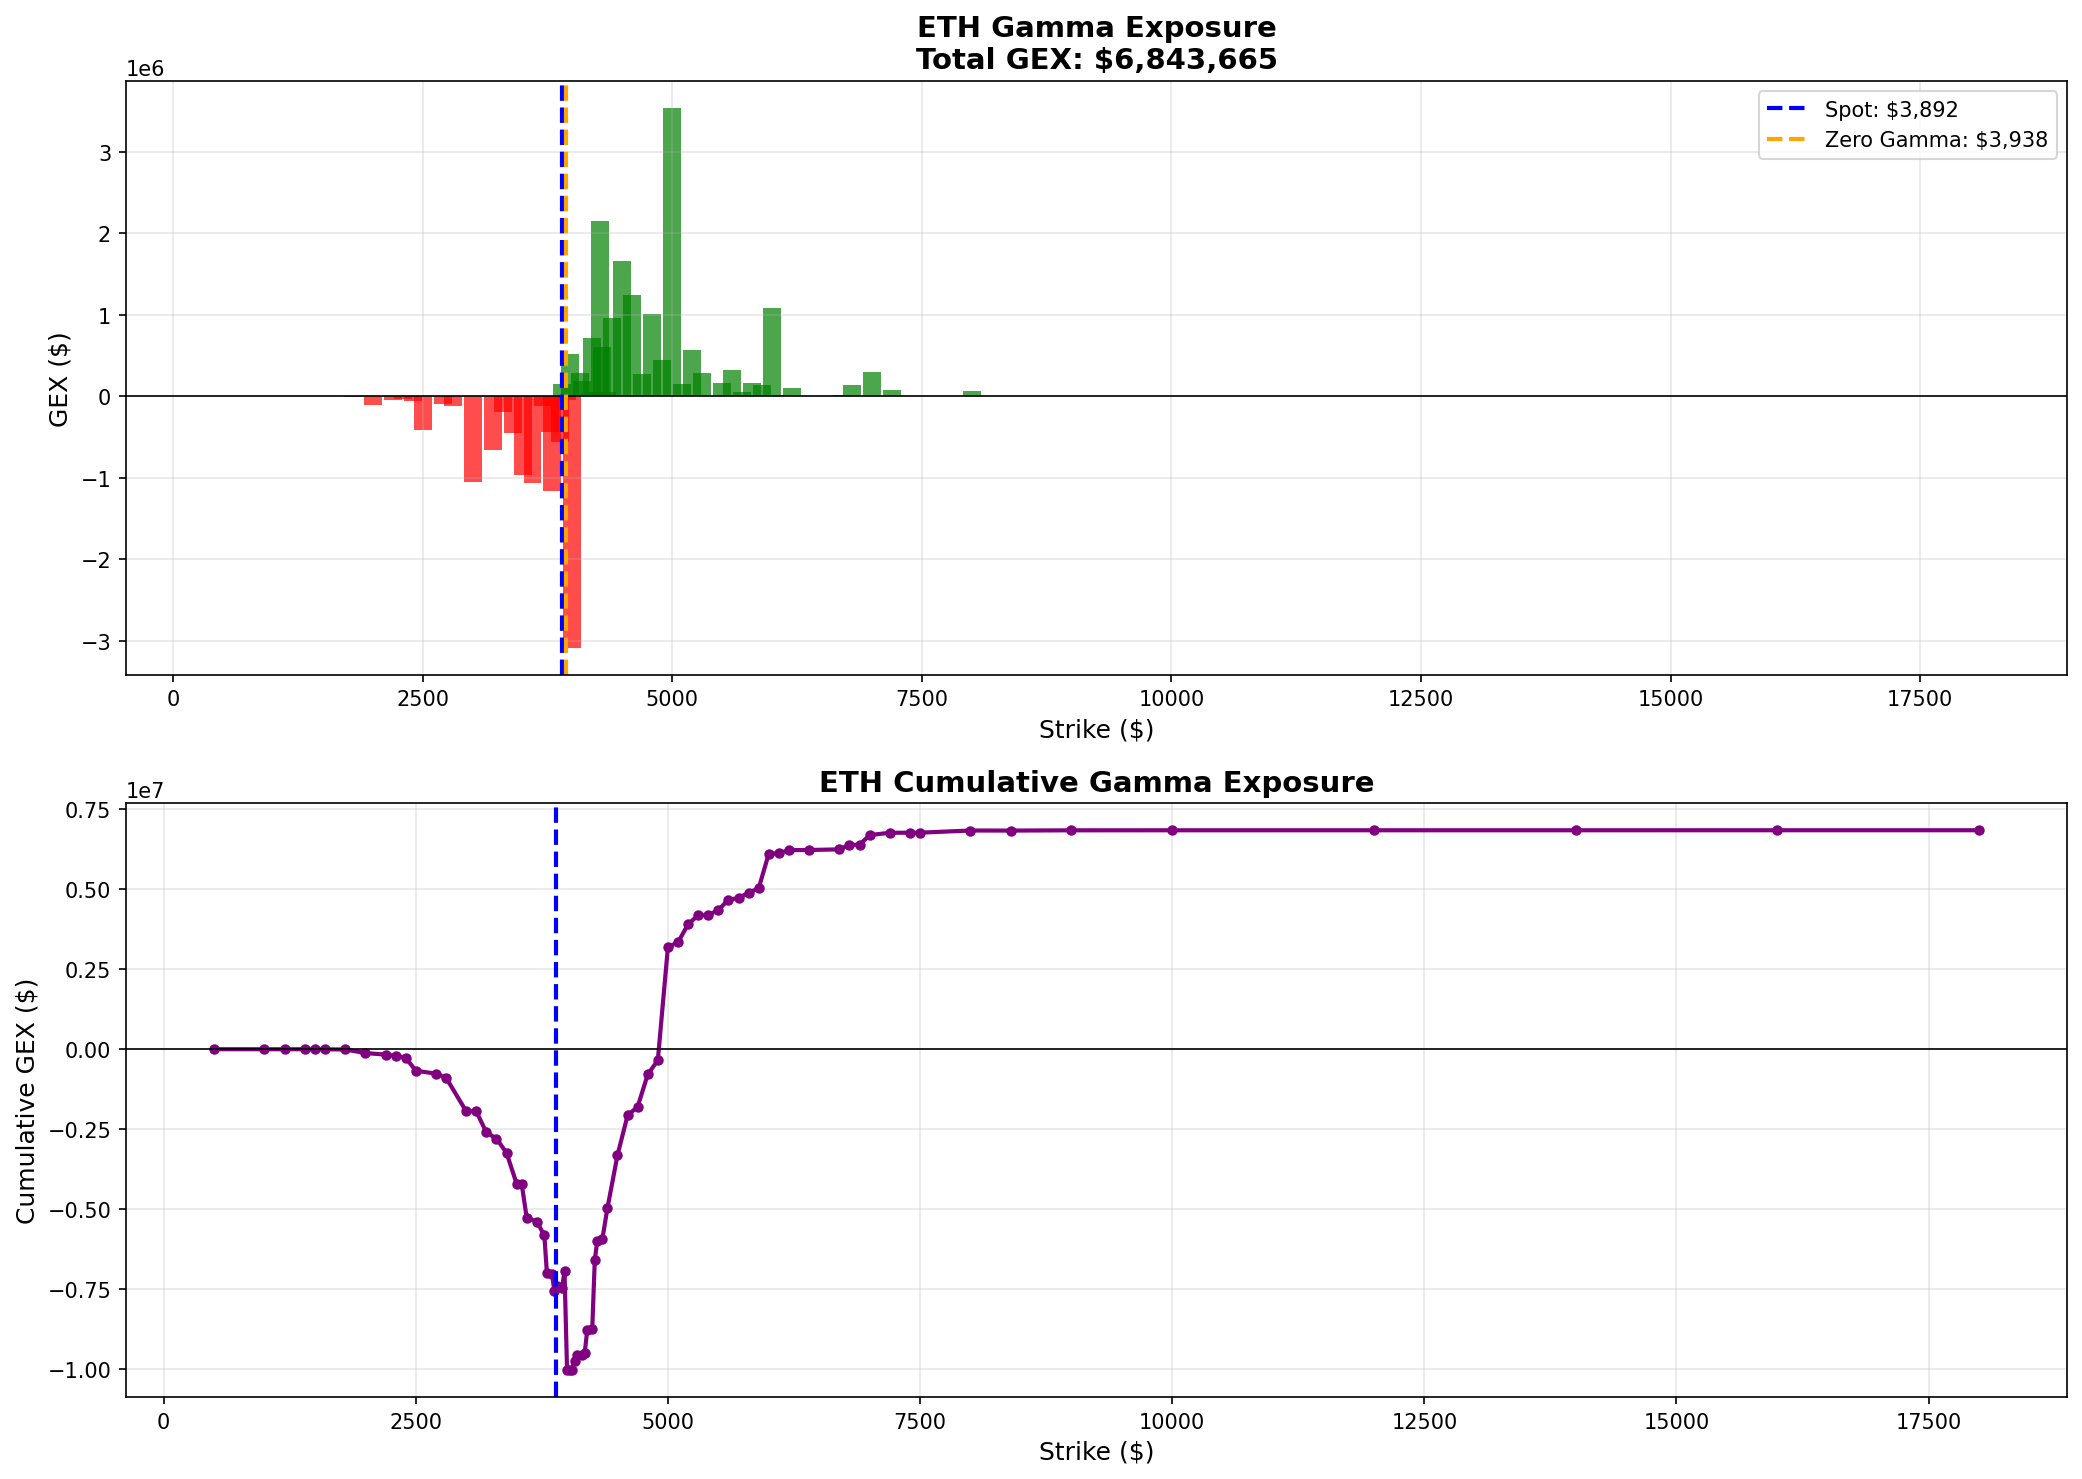 ETH Gamma Exposure
Total GEX: $6,843,665
1e6
Spot: $3,892
Zero Gamma: $3,938
3
2
1
0
−1
−2
−3
GEX ($)
0 2500 5000 7500 10000 12500 15000 17500
Strike ($)
ETH Cumulative Gamma Exposure
1e7
0.75
0.50
0.25
0.00
−0.25
−0.50
−0.75
−1.00
Cumulative GEX ($)
0 2500 5000 7500 10000 12500 15000 17500
Strike ($)